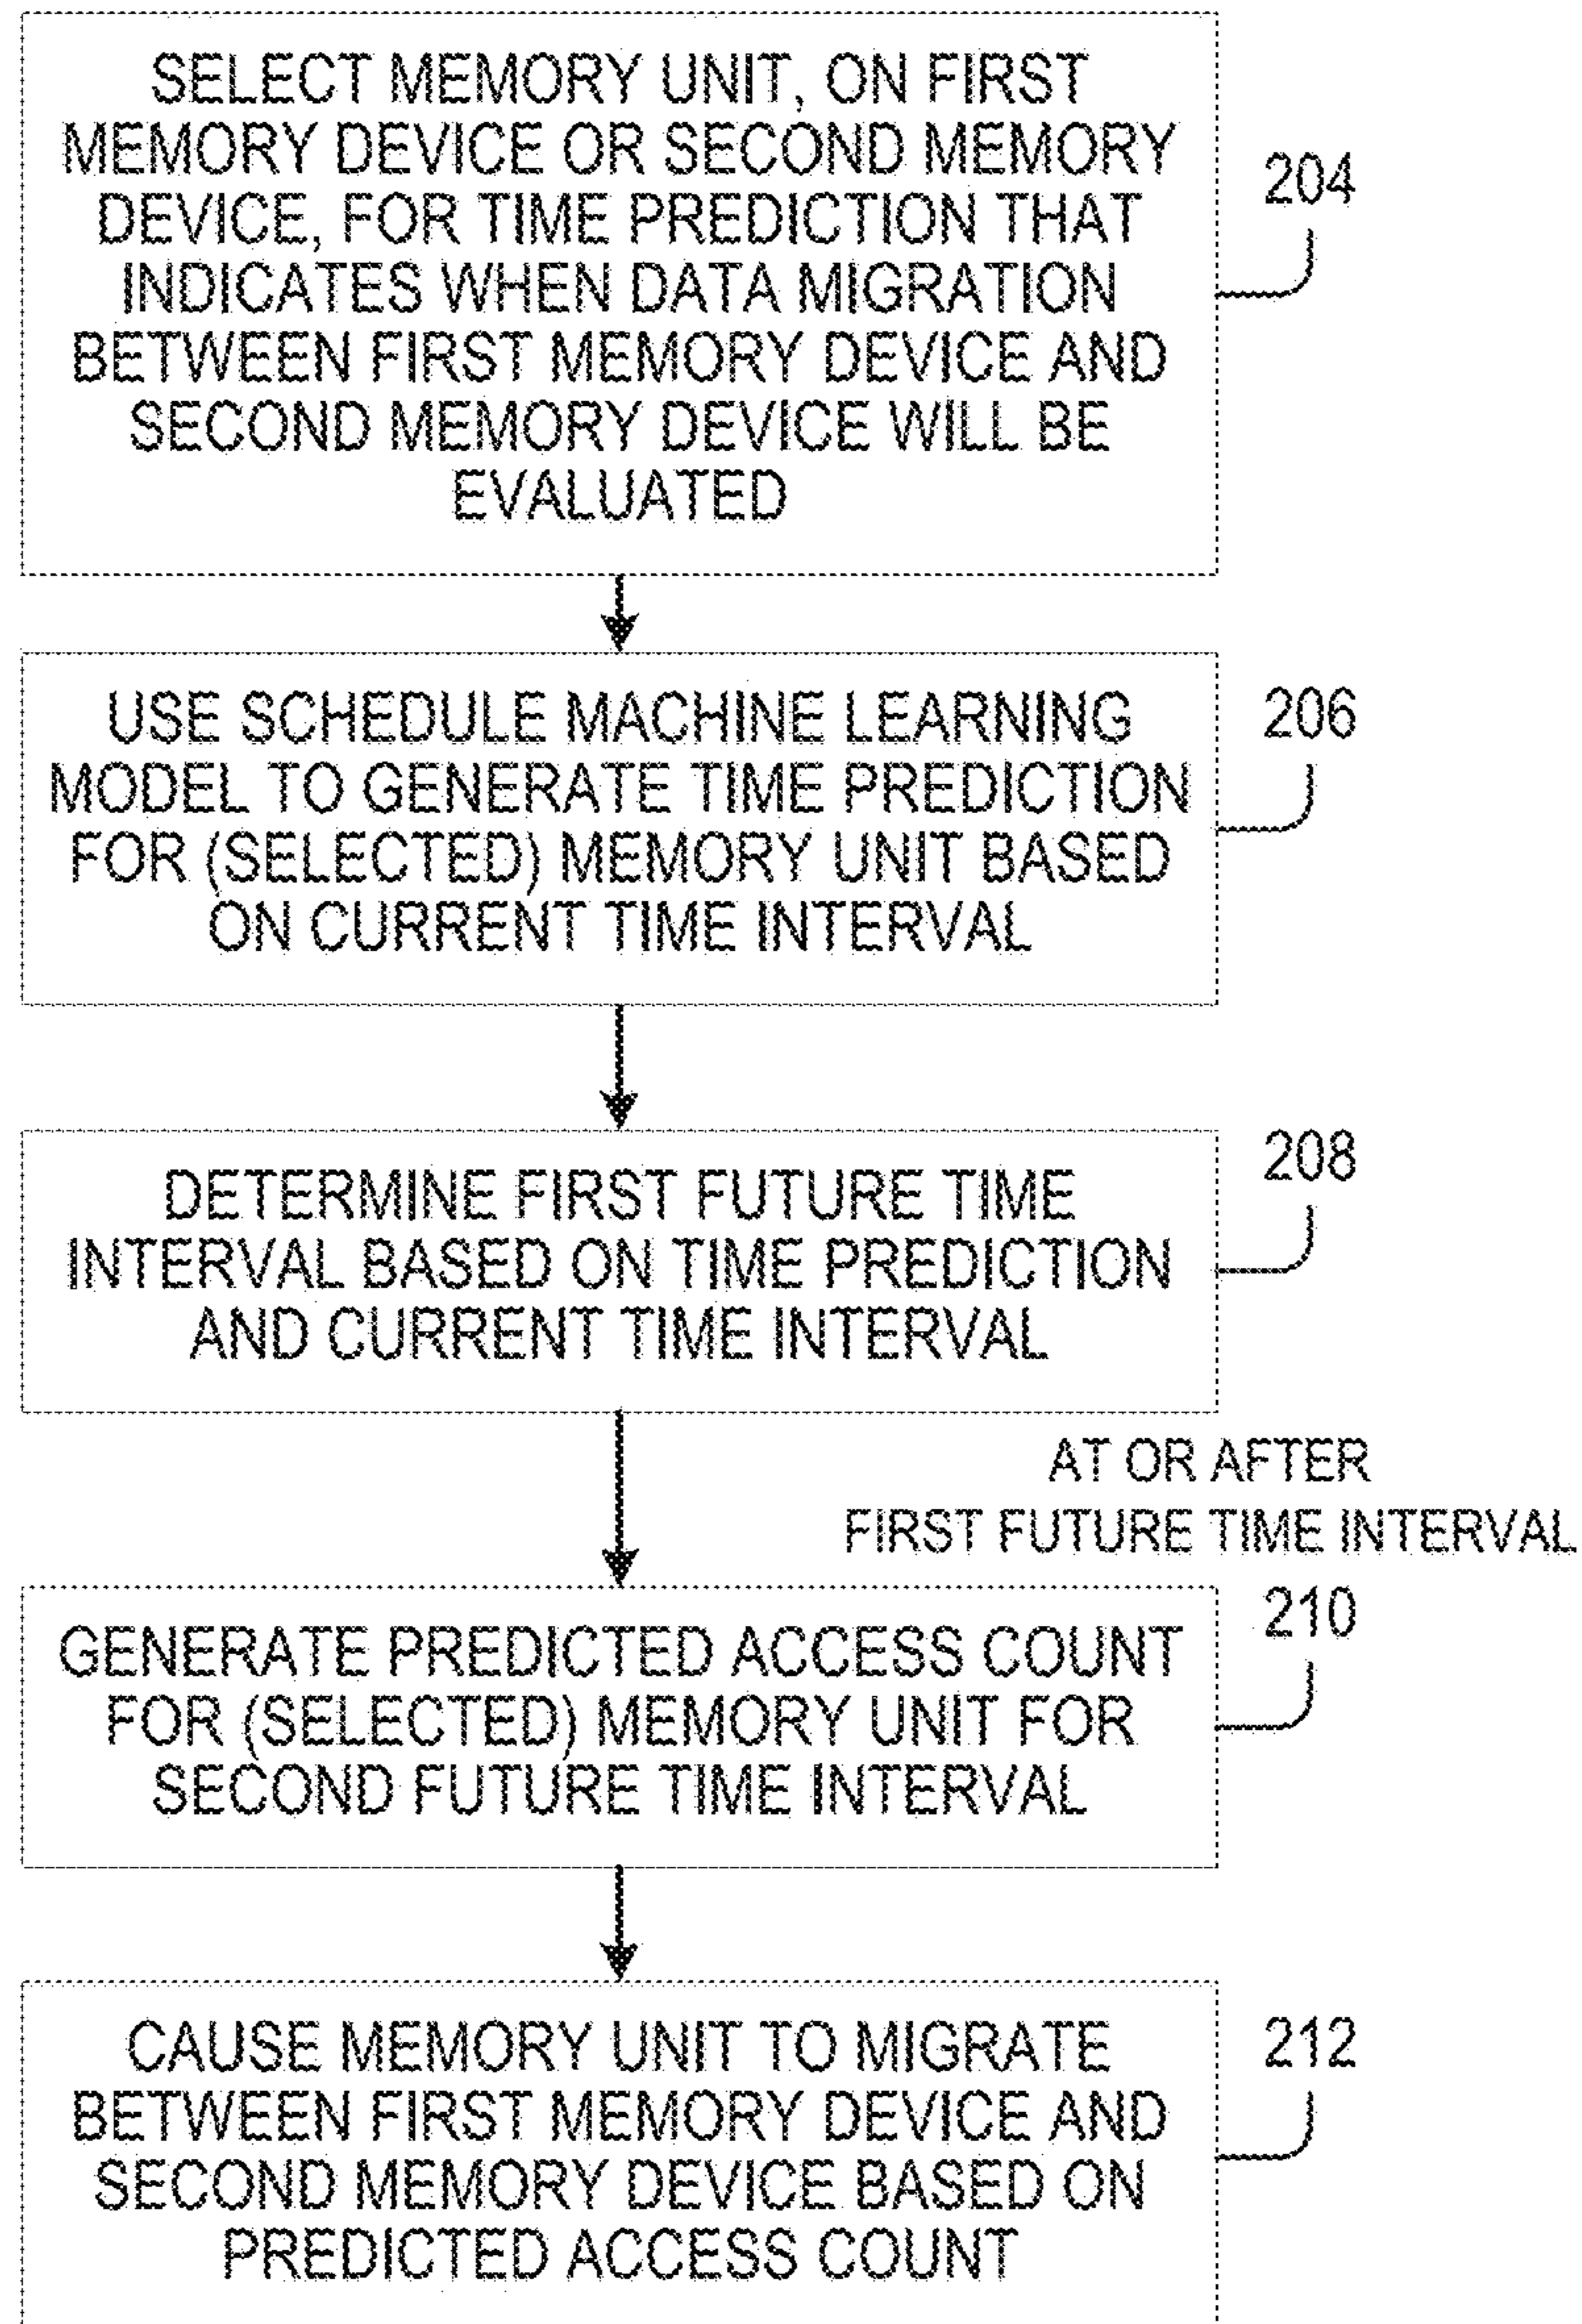 SELECT MEMORY UNIT, ON FIRST
MEMORY DEVICE OR SECOND MEMORY
DEVICE, FOR TIME PREDICTION THAT
INDICATES WHEN DATA MIGRATION
BETWEEN FIRST MEMORY DEVICE AND
SECOND MEMORY DEVICE WILL BE
EVALUATED
204
USE SCHEDULE MACHINE LEARNING
MODEL TO GENERATE TIME PREDICTION
FOR (SELECTED) MEMORY UNIT BASED
ON CURRENT TIME INTERVAL
206
DETERMINE FIRST FUTURE TIME
INTERVAL BASED ON TIME PREDICTION
AND CURRENT TIME INTERVAL
208
AT OR AFTER
FIRST FUTURE TIME INTERVAL
GENERATE PREDICTED ACCESS COUNT
FOR (SELECTED) MEMORY UNIT FOR
SECOND FUTURE TIME INTERVAL
210
CAUSE MEMORY UNIT TO MIGRATE
BETWEEN FIRST MEMORY DEVICE AND
SECOND MEMORY DEVICE BASED ON
PREDICTED ACCESS COUNT
212